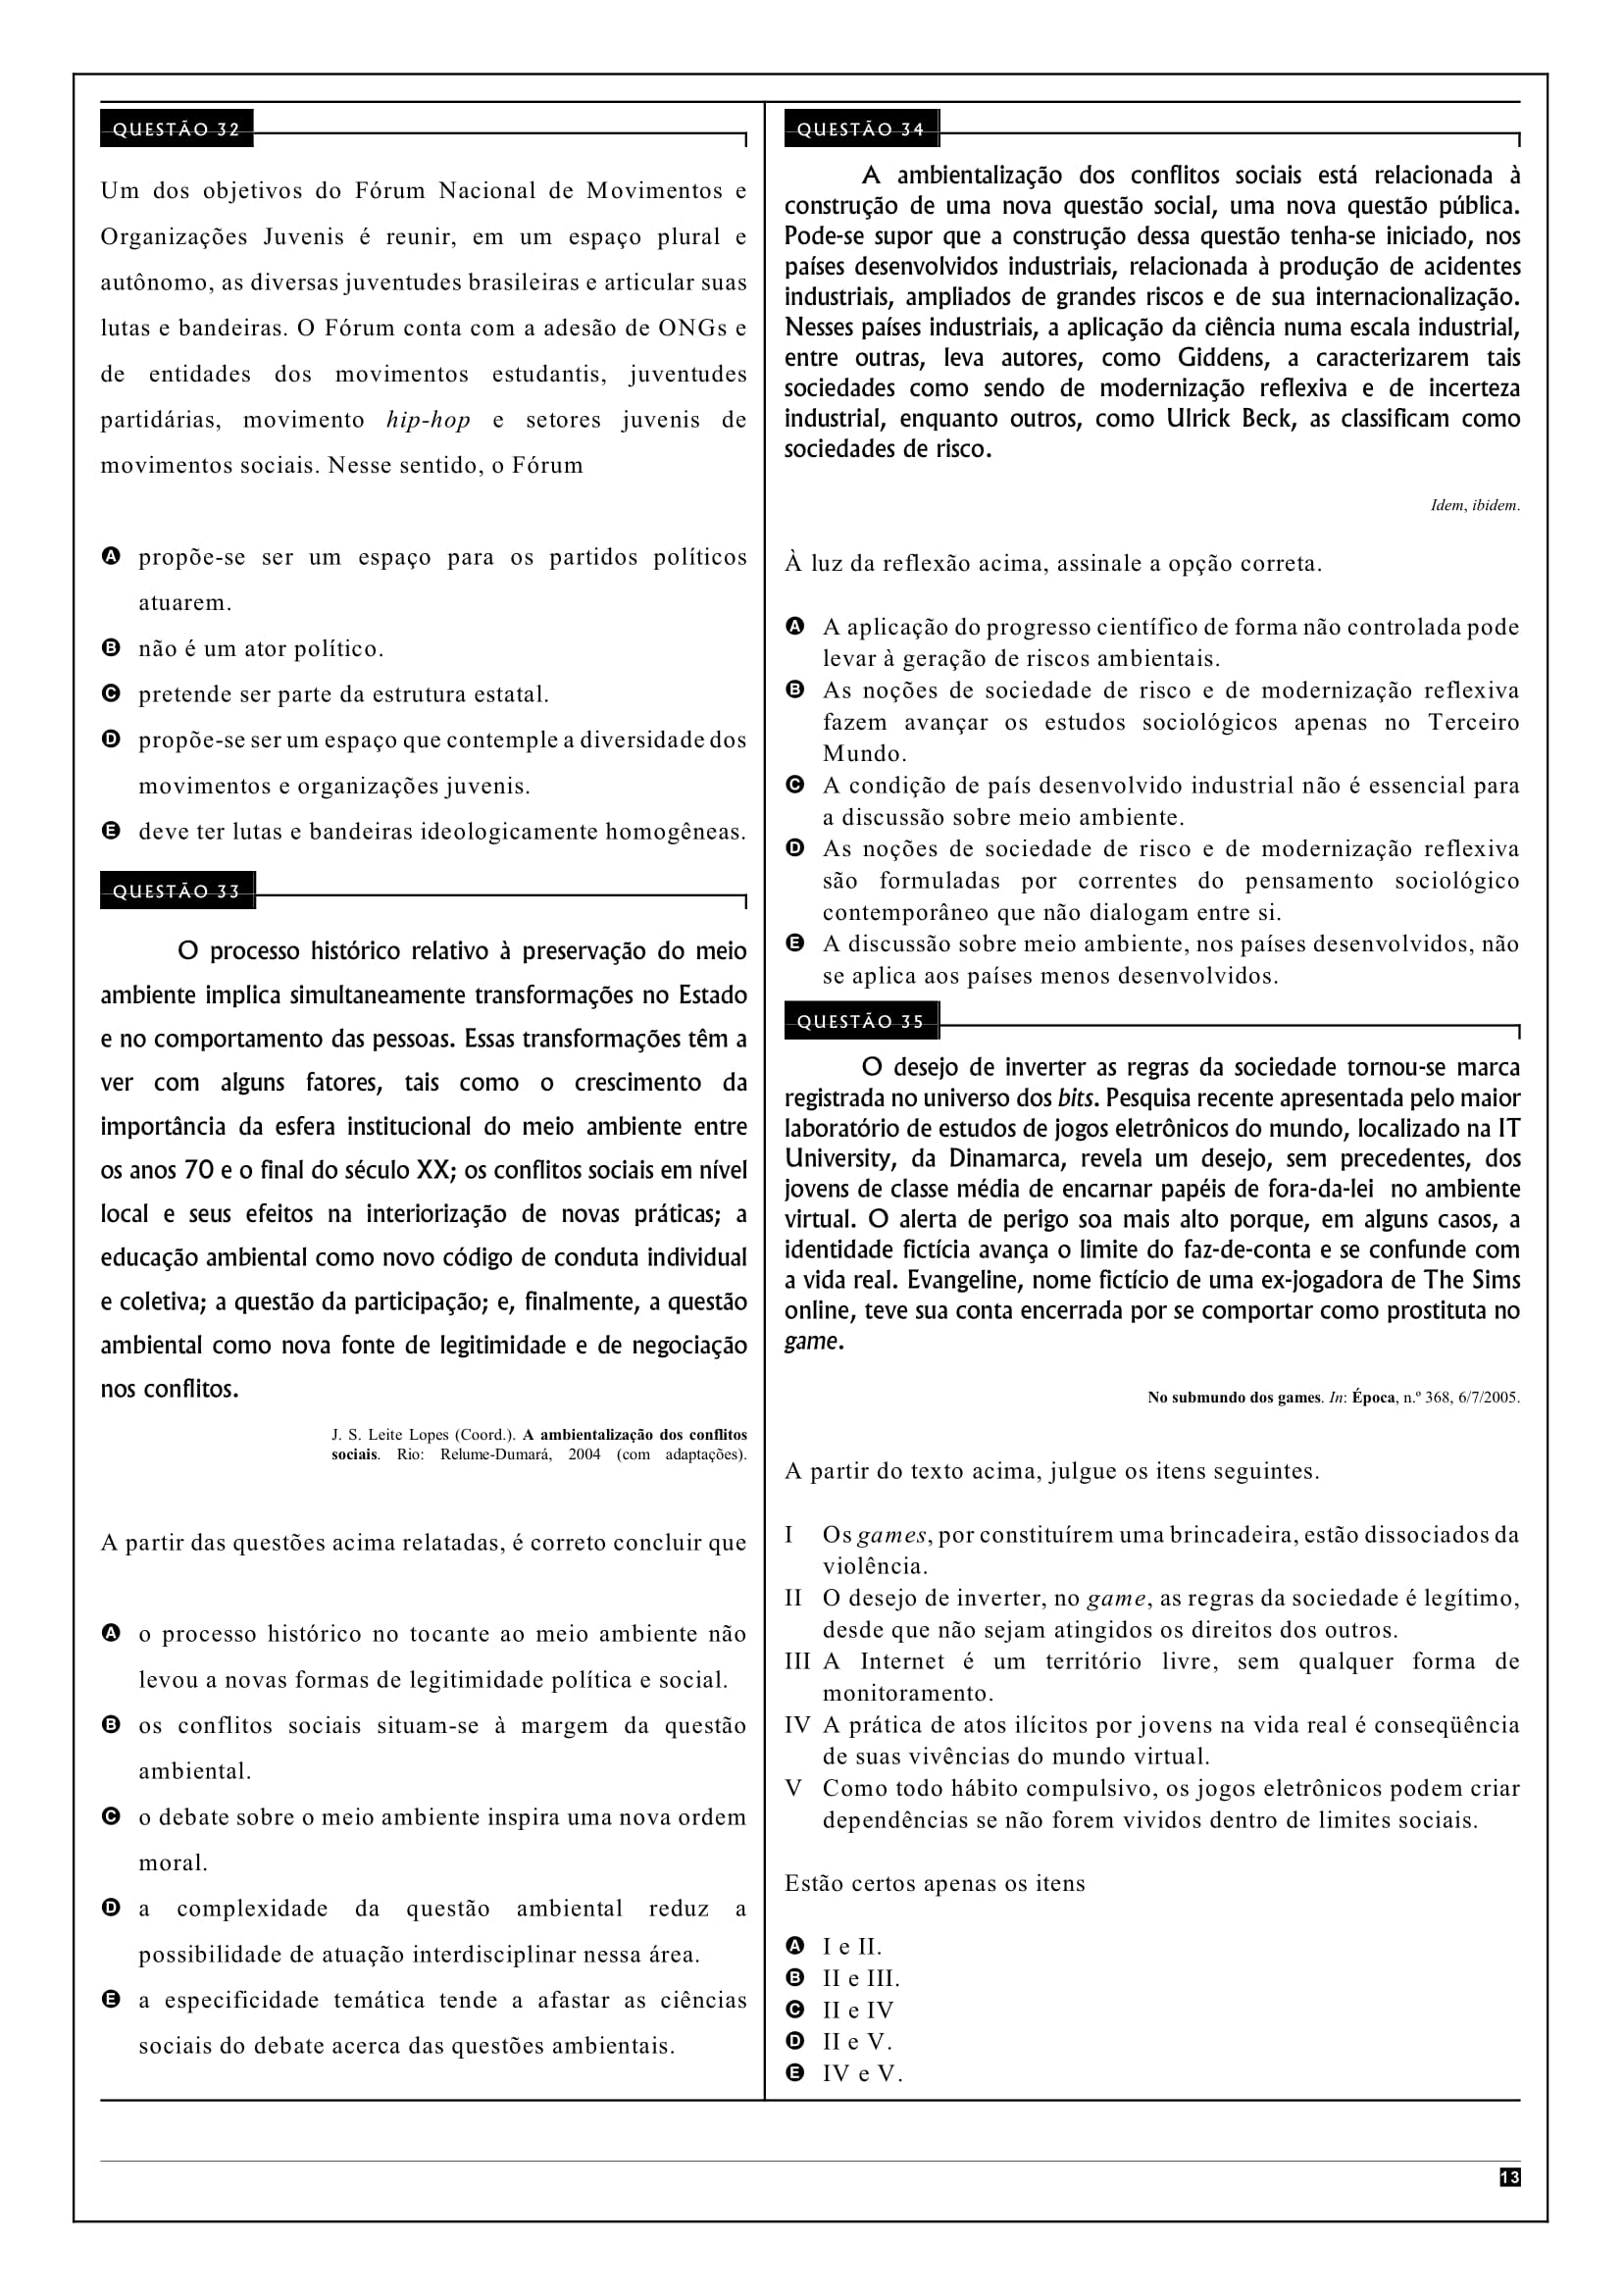 QUESTÃO 32
Um dos objetivos do Fórum Nacional de Movimentos e
Organizações Juvenis é reunir, em um espaço plural e
autônomo, as diversas juventudes brasileiras e articular suas
lutas e bandeiras. O Fórum conta com a adesão de ONGs e
de entidades dos movimentos estudantis, juventudes
partidárias, movimento hip-hop e setores juvenis de
movimentos sociais. Nesse sentido, o Fórum
A propõe-se ser um espaço para os partidos políticos
atuarem.
B não é um ator político.
C pretende ser parte da estrutura estatal.
D propõe-se ser um espaço que contemple a diversidade dos
movimentos e organizações juvenis.
E deve ter lutas e bandeiras ideologicamente homogêneas.
QUESTÃO 33
O processo histórico relativo à preservação do meio
ambiente implica simultaneamente transformações no Estado
e no comportamento das pessoas. Essas transformações têm a
ver com alguns fatores, tais como o crescimento da
importância da esfera institucional do meio ambiente entre
os anos 70 e o final do século XX; os conflitos sociais em nível
local e seus efeitos na interiorização de novas práticas; a
educação ambiental como novo código de conduta individual
e coletiva; a questão da participação; e, finalmente, a questão
ambiental como nova fonte de legitimidade e de negociação
nos conflitos.
J. S. Leite Lopes (Coord.). A ambientalização dos conflitos
sociais. Rio: Relume-Dumará, 2004 (com adaptações).
A partir das questões acima relatadas, é correto concluir que
A o processo histórico no tocante ao meio ambiente não
levou a novas formas de legitimidade política e social.
B os conflitos sociais situam-se à margem da questão
ambiental.
C o debate sobre o meio ambiente inspira uma nova ordem
moral.
D a complexidade da questão ambiental reduz a
possibilidade de atuação interdisciplinar nessa área.
E a especificidade temática tende a afastar as ciências
sociais do debate acerca das questões ambientais.
QUESTÃO 34
A ambientalização dos conflitos sociais está relacionada à
construção de uma nova questão social, uma nova questão pública.
Pode-se supor que a construção dessa questão tenha-se iniciado, nos
países desenvolvidos industriais, relacionada à produção de acidentes
industriais, ampliados de grandes riscos e de sua internacionalização.
Nesses países industriais, a aplicação da ciência numa escala industrial,
entre outras, leva autores, como Giddens, a caracterizarem tais
sociedades como sendo de modernização reflexiva e de incerteza
industrial, enquanto outros, como Ulrick Beck, as classificam como
sociedades de risco.
Idem, ibidem.
À luz da reflexão acima, assinale a opção correta.
A A aplicação do progresso científico de forma não controlada pode
levar à geração de riscos ambientais.
B As noções de sociedade de risco e de modernização reflexiva
fazem avançar os estudos sociológicos apenas no Terceiro
Mundo.
C A condição de país desenvolvido industrial não é essencial para
a discussão sobre meio ambiente.
D As noções de sociedade de risco e de modernização reflexiva
são formuladas por correntes do pensamento sociológico
contemporâneo que não dialogam entre si.
E A discussão sobre meio ambiente, nos países desenvolvidos, não
se aplica aos países menos desenvolvidos.
QUESTÃO 35
O desejo de inverter as regras da sociedade tornou-se marca
registrada no universo dos bits. Pesquisa recente apresentada pelo maior
laboratório de estudos de jogos eletrônicos do mundo, localizado na IT
University, da Dinamarca, revela um desejo, sem precedentes, dos
jovens de classe média de encarnar papéis de fora-da-lei no ambiente
virtual. O alerta de perigo soa mais alto porque, em alguns casos, a
identidade fictícia avança o limite do faz-de-conta e se confunde com
a vida real. Evangeline, nome fictício de uma ex-jogadora de The Sims
online, teve sua conta encerrada por se comportar como prostituta no
game.
No submundo dos games. In: Época, n.º 368, 6/7/2005.
A partir do texto acima, julgue os itens seguintes.
I Os games, por constituírem uma brincadeira, estão dissociados da
violência.
II O desejo de inverter, no game, as regras da sociedade é legítimo,
desde que não sejam atingidos os direitos dos outros.
III A Internet é um território livre, sem qualquer forma de
monitoramento.
IV A prática de atos ilícitos por jovens na vida real é conseqüência
de suas vivências do mundo virtual.
V Como todo hábito compulsivo, os jogos eletrônicos podem criar
dependências se não forem vividos dentro de limites sociais.
Estão certos apenas os itens
A I e II.
B II e III.
C II e IV
D II e V.
E IV e V.
13